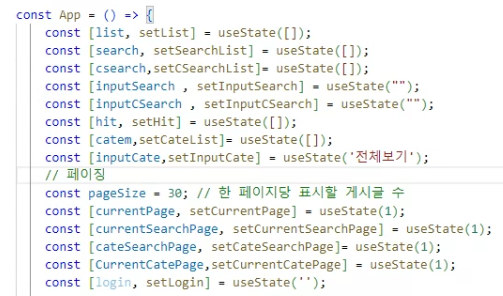 const App = () => {
const [list, setList] = useState([]);
const [search, setSearchList] = useState([]);
const [csearch,setCSearchList]= useState([]);
const [inputSearch , setInputSearch] = useState("");
const [inputCSearch , setInputCSearch] = useState("");
const [hit, setHit] = useState([]);
const [catem,setCateList]= useState([]);
const [inputCate,setInputCate] = useState('전체보기');
// 페이징
const pageSize = 30; // 한 페이지당 표시할 게시글 수
const [currentPage, setCurrentPage] = useState(1);
const [currentSearchPage, setCurrentSearchPage] = useState(1);
const [cateSearchPage, setCateSearchPage]= useState(1);
const [CurrentCatePage,setCurrentCatePage] = useState(1);
const [login, setLogin] = useState('');